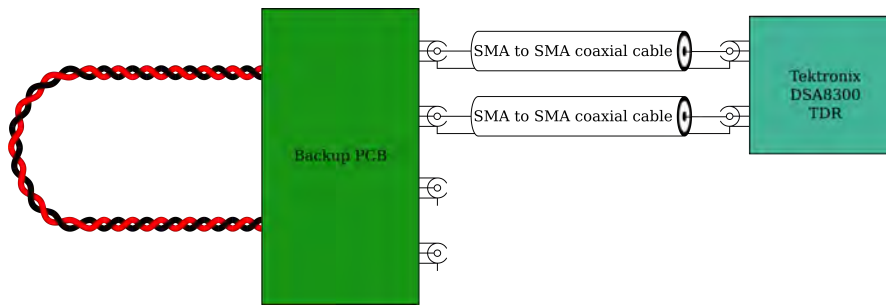 SMA to SMA coaxial cable
Tektronix
DSA8300
TDR
SMA to SMA coaxial cable
Backup PCB